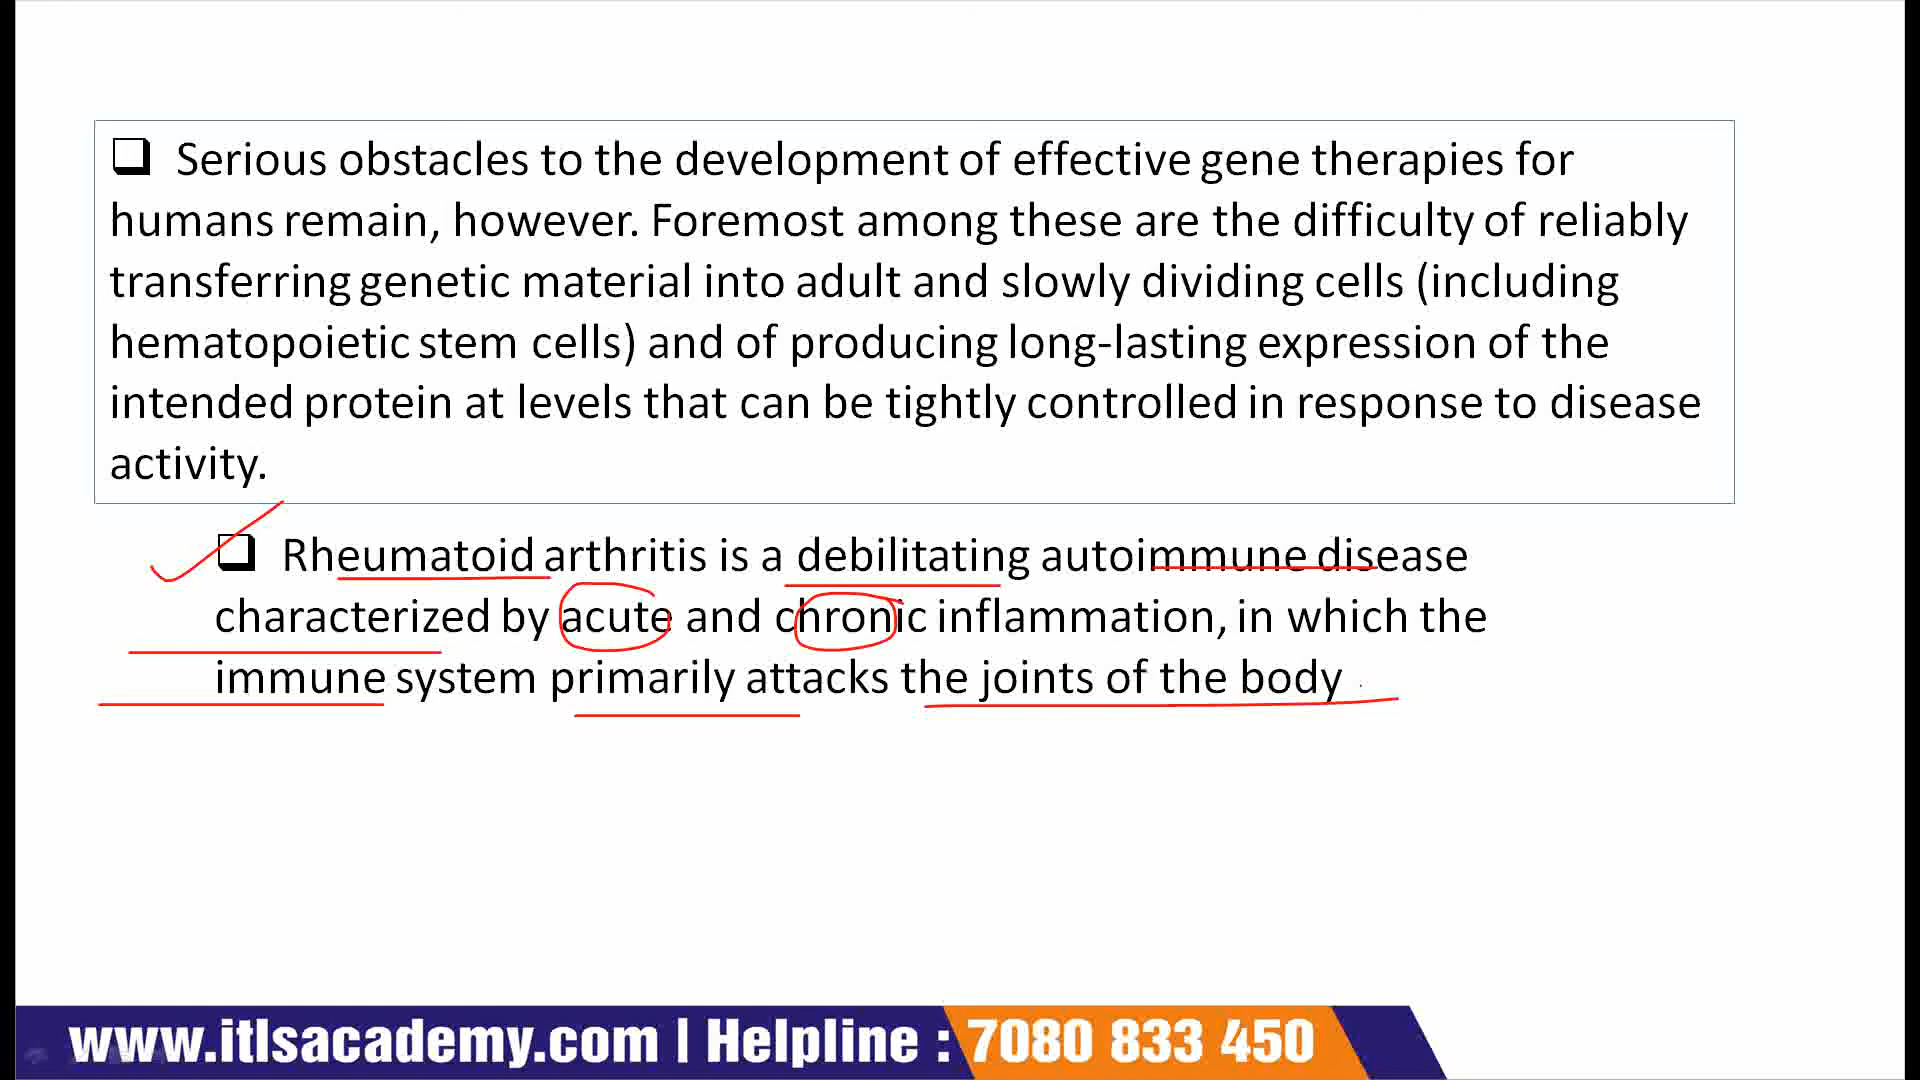 Serious obstacles to the development of effective gene therapies for
humans remain, however. Foremost among these are the difficulty of reliably
transferring genetic material into adult and slowly dividing cells (including
hematopoietic stem cells) and of producing long-lasting expression of the
intended protein at levels that can be tightly controlled in response to disease
activity.
Rheumatoid arthritis is a debilitating autoimmune disease
characterized by acute and chronic inflammation, in which the
immune system primarily attacks the joints of the body
www.itlsacademy.com | Helpline : 7080 833 450